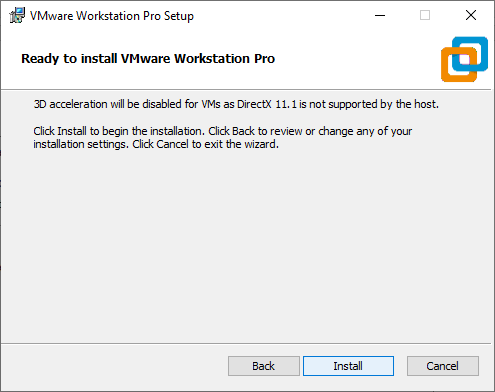 VMware Workstation Pro Setup
Ready to install VMware Workstation Pro
3D acceleration will be disabled for VMs as DirectX 11.1 is not supported by the host.
Click Install to begin the installation. Click Back to review or change any of your
installation settings. Click Cancel to exit the wizard.
Back
Install
Cancel